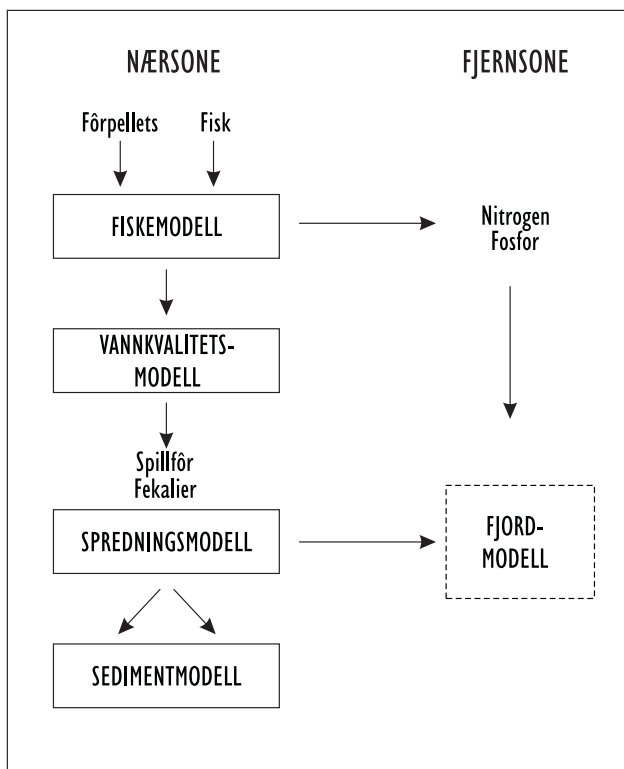 NÆRSONE
FJERNSONE
Fôrpellets
Fisk
FISKEMODELL
Nitrogen
Fosfor
VANNKVALITETS-
MODELL
Spillfôr
Fekalier
SPREDNINGSMODELL
FJORD-
MODELL
SEDIMENTMODELL